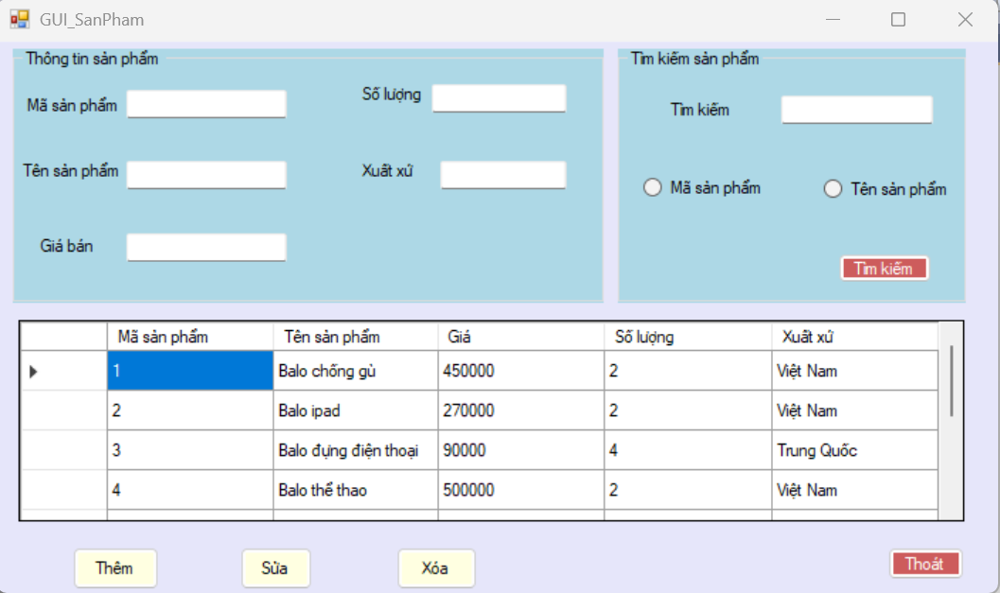 GUI_SanPham
Thông tin sản phẩm
Mã sản phẩm
Số lượng
Tên sản phẩm
Xuất xứ
Giá bán
Tìm kiếm sản phẩm
Tìm kiếm
Mã sản phẩm
Tên sản phẩm
Tìm kiếm
Mã sản phẩm Tên sản phẩm Giá Số lượng Xuất xứ
1 Balo chống gù 450000 2 Việt Nam
2 Balo ipad 270000 2 Việt Nam
3 Balo đựng điện thoại 90000 4 Trung Quốc
4 Balo thể thao 500000 2 Việt Nam
Thêm Sửa Xóa Thoát